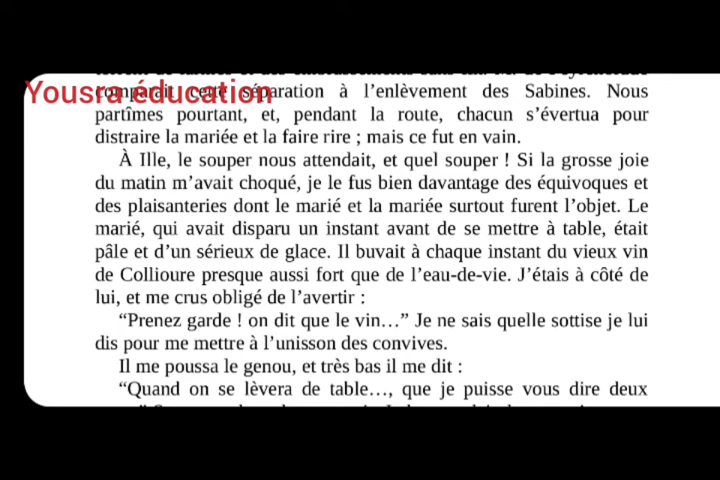 Yousra éducation
comparait cette séparation à l’enlèvement des Sabines. Nous
partîmes pourtant, et, pendant la route, chacun s’évertua pour
distraire la mariée et la faire rire ; mais ce fut en vain.
À Ille, le souper nous attendait, et quel souper ! Si la grosse joie
du matin m’avait choqué, je le fus bien davantage des équivoques et
des plaisanteries dont le marié et la mariée surtout furent l’objet. Le
marié, qui avait disparu un instant avant de se mettre à table, était
pâle et d’un sérieux de glace. Il buvait à chaque instant du vieux vin
de Collioure presque aussi fort que de l’eau-de-vie. J’étais à côté de
lui, et me crus obligé de l’avertir :
“Prenez garde ! on dit que le vin…” Je ne sais quelle sottise je lui
dis pour me mettre à l’unisson des convives.
Il me poussa le genou, et très bas il me dit :
“Quand on se lèvera de table…, que je puisse vous dire deux